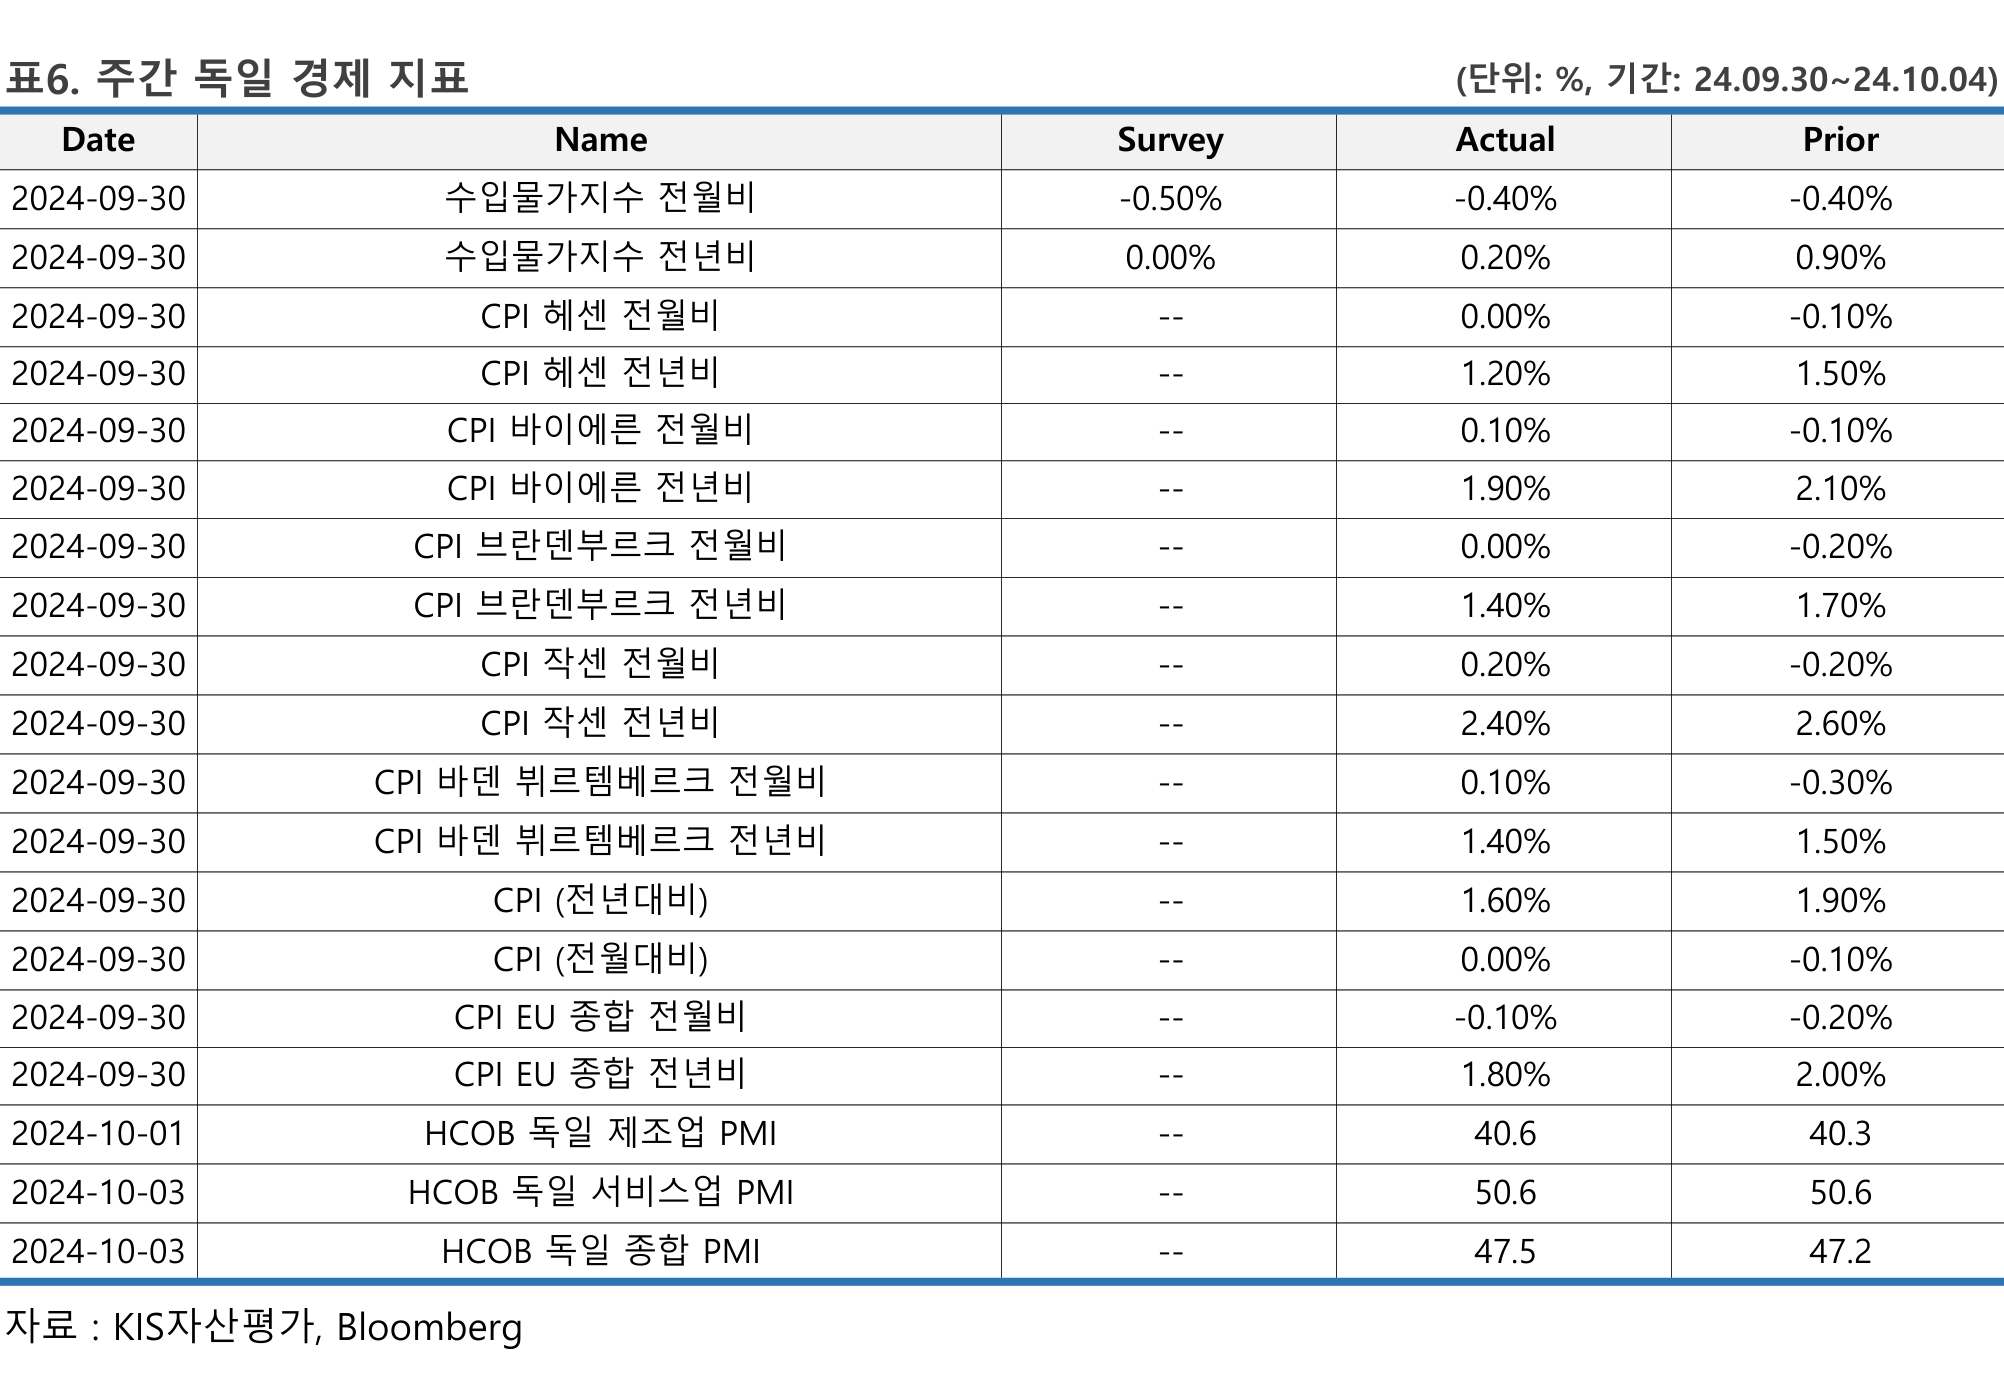 표6. 주간 독일 경제 지표 (단위: %, 기간: 24.09.30~24.10.04)
Date Name Survey Actual Prior
2024-09-30 수입물가지수 전월비 -0.50% -0.40% -0.40%
2024-09-30 수입물가지수 전년비 0.00% 0.20% 0.90%
2024-09-30 CPI 헤센 전월비 -- 0.00% -0.10%
2024-09-30 CPI 헤센 전년비 -- 1.20% 1.50%
2024-09-30 CPI 바이에른 전월비 -- 0.10% -0.10%
2024-09-30 CPI 바이에른 전년비 -- 1.90% 2.10%
2024-09-30 CPI 브란덴부르크 전월비 -- 0.00% -0.20%
2024-09-30 CPI 브란덴부르크 전년비 -- 1.40% 1.70%
2024-09-30 CPI 작센 전월비 -- 0.20% -0.20%
2024-09-30 CPI 작센 전년비 -- 2.40% 2.60%
2024-09-30 CPI 바덴 뷔르템베르크 전월비 -- 0.10% -0.30%
2024-09-30 CPI 바덴 뷔르템베르크 전년비 -- 1.40% 1.50%
2024-09-30 CPI (전년대비) -- 1.60% 1.90%
2024-09-30 CPI (전월대비) -- 0.00% -0.10%
2024-09-30 CPI EU 종합 전월비 -- -0.10% -0.20%
2024-09-30 CPI EU 종합 전년비 -- 1.80% 2.00%
2024-10-01 HCOB 독일 제조업 PMI -- 40.6 40.3
2024-10-03 HCOB 독일 서비스업 PMI -- 50.6 50.6
2024-10-03 HCOB 독일 종합 PMI -- 47.5 47.2
자료 : KIS자산평가, Bloomberg